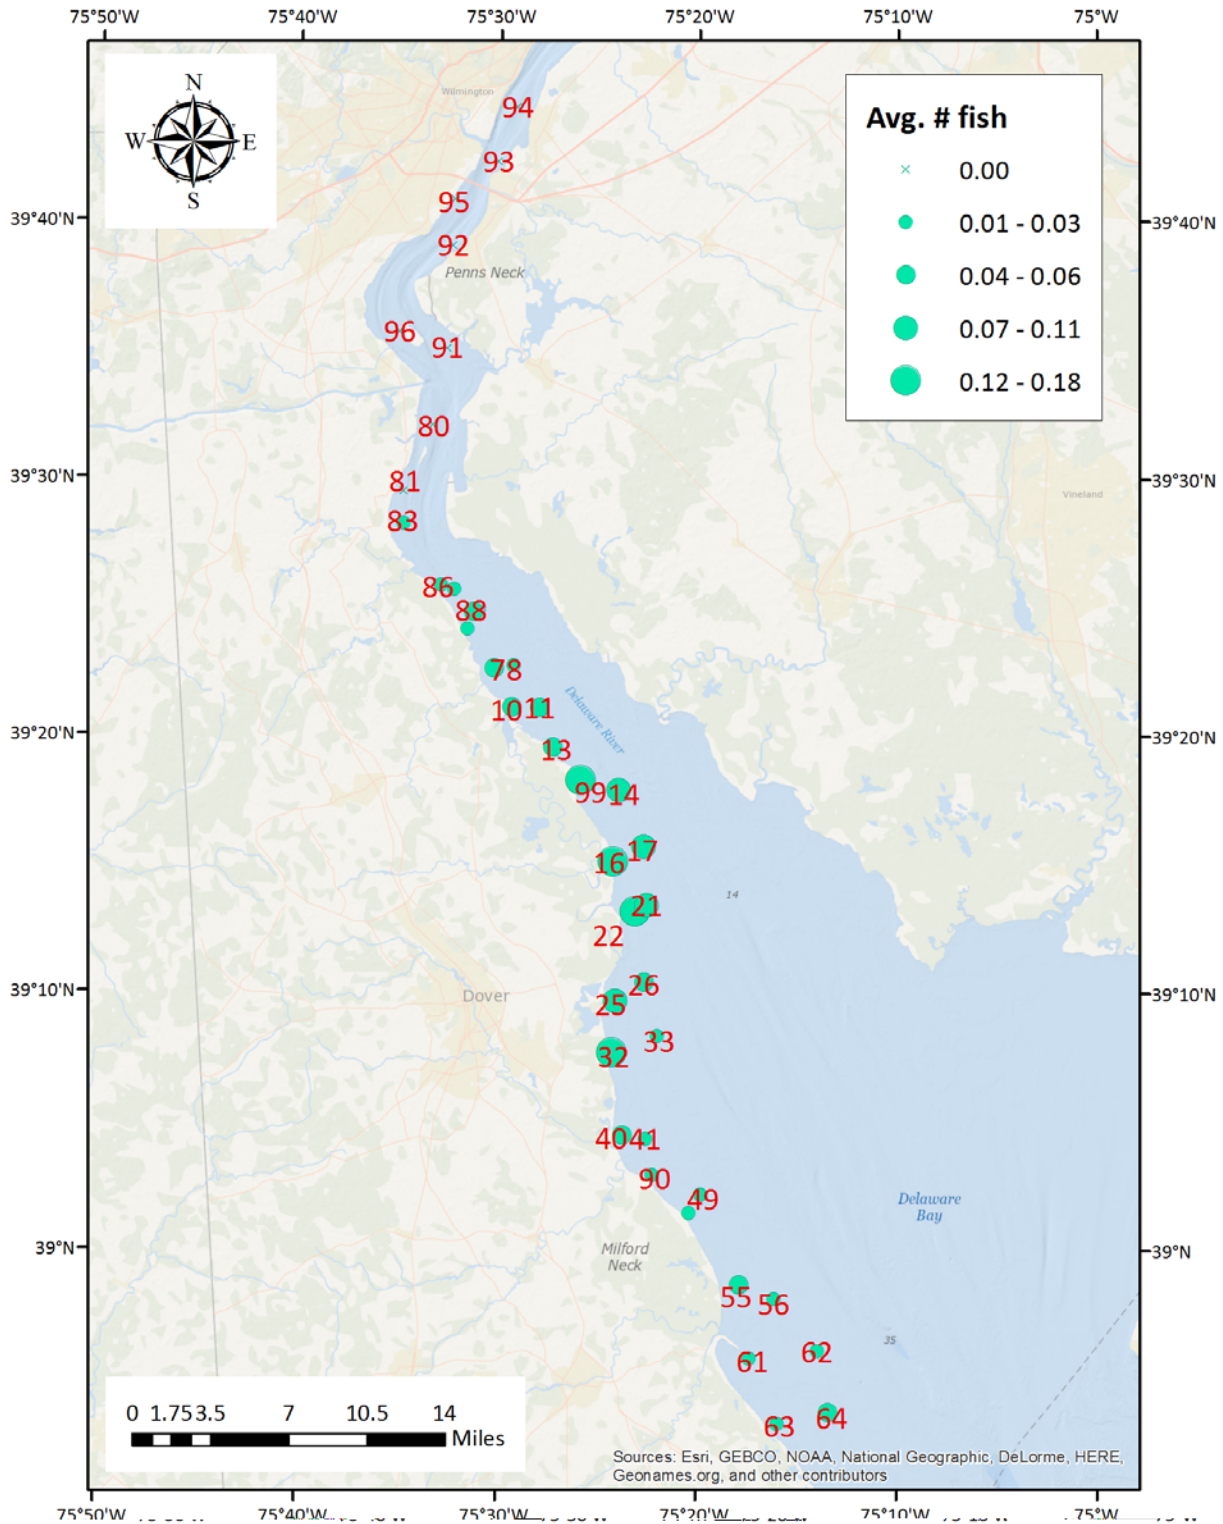 75°50'W 75°40'W 75°30'W 75°20'W 75°10'W 75°W
N
W E
S
Wilmington
94
Avg. # fish
0.00
0.01 - 0.03
0.04 - 0.06
0.07 - 0.11
0.12 - 0.18
93
95
39°40'N 39°40'N
92
Penns Neck
96
91
80
39°30'N 39°30'N
81
Vineland
83
86
88
78
10 11
Delaware River
39°20'N 39°20'N
13
99 14
17
16
14
21
22
26
39°10'N 39°10'N
Dover
25
33
32
40 41
90
49
Delaware
Bay
39°N 39°N
Milford
Neck
55 56
35
61 62
63 64
0 1.75 3.5 7 10.5 14
Miles
Sources: Esri, GEBCO, NOAA, National Geographic, DeLorme, HERE,
Geonames.org, and other contributors
75°50'W 75°40'W 75°30'W 75°20'W 75°10'W 75°W